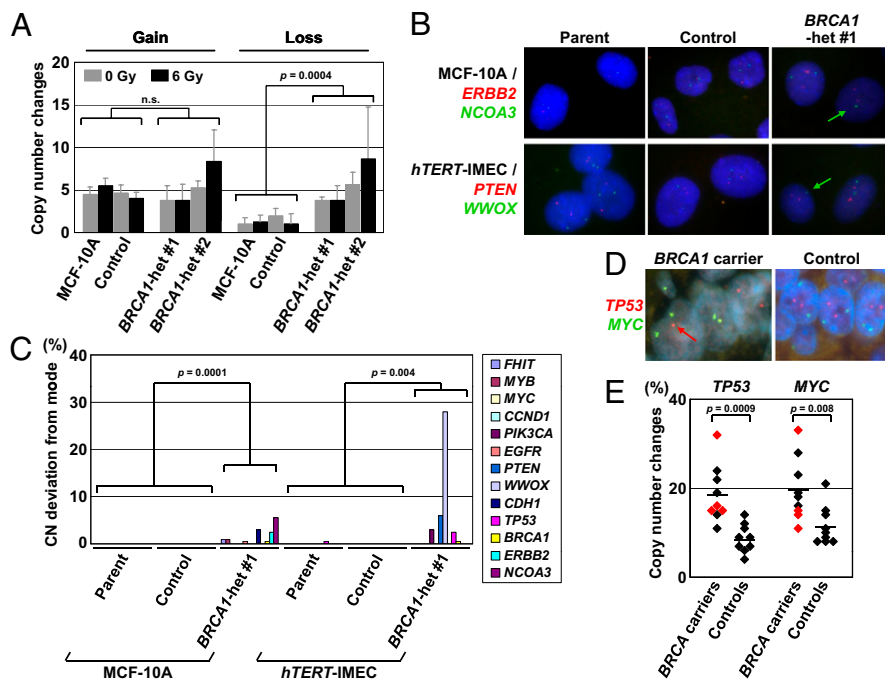 A
Gain
Loss
Copy number changes
20
15
10
5
0
0 Gy
6 Gy
n.s.
p = 0.0004
MCF-10A
Control
BRCA1-het #1
BRCA1-het #2
MCF-10A
Control
BRCA1-het #1
BRCA1-het #2
B
Parent
Control
BRCA1
-het #1
MCF-10A /
ERBB2
NCOA3
hTERT-IMEC /
PTEN
WWOX
C
(%)
CN deviation from mode
40
30
20
10
0
p = 0.0001
p = 0.004
Parent
Control
BRCA1-het #1
Parent
Control
BRCA1-het #1
MCF-10A
hTERT-IMEC
FHIT
MYB
MYC
CCND1
PIK3CA
EGFR
PTEN
WWOX
CDH1
TP53
BRCA1
ERBB2
NCOA3
D
BRCA1 carrier
Control
TP53
MYC
E
(%)
TP53
MYC
Copy number changes
40
20
0
p = 0.0009
p = 0.008
BRCA carriers
Controls
BRCA carriers
Controls